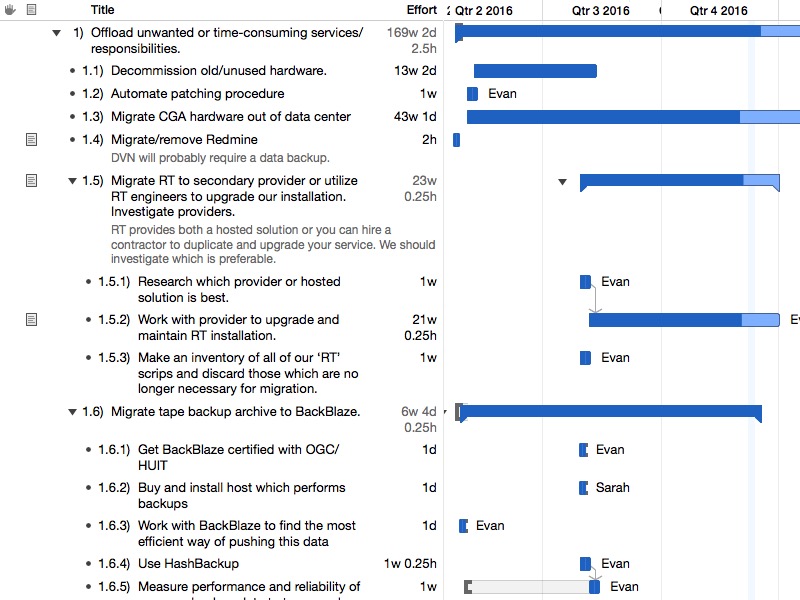 Title Effort Qtr 2 2016 Qtr 3 2016 Qtr 4 2016
1) Offload unwanted or time-consuming services/ 169w 2d
responsibilities. 2.5h
1.1) Decommission old/unused hardware. 13w 2d
1.2) Automate patching procedure 1w Evan
1.3) Migrate CGA hardware out of data center 43w 1d
1.4) Migrate/remove Redmine 2h
DVN will probably require a data backup.
1.5) Migrate RT to secondary provider or utilize 23w
RT engineers to upgrade our installation. 0.25h
Investigate providers.
RT provides both a hosted solution or you can hire a
contractor to duplicate and upgrade your service. We should
investigate which is preferable.
1.5.1) Research which provider or hosted 1w Evan
solution is best.
1.5.2) Work with provider to upgrade and 21w
maintain RT installation. 0.25h
1.5.3) Make an inventory of all of our ‘RT’ 1w Evan
scrips and discard those which are no
longer necessary for migration.
1.6) Migrate tape backup archive to BackBlaze. 6w 4d
0.25h
1.6.1) Get BackBlaze certified with OGC/ 1d Evan
HUIT
1.6.2) Buy and install host which performs 1d Sarah
backups
1.6.3) Work with BackBlaze to find the most 1d Evan
efficient way of pushing this data
1.6.4) Use HashBackup 1w 0.25h Evan
1.6.5) Measure performance and reliability of 1w Evan